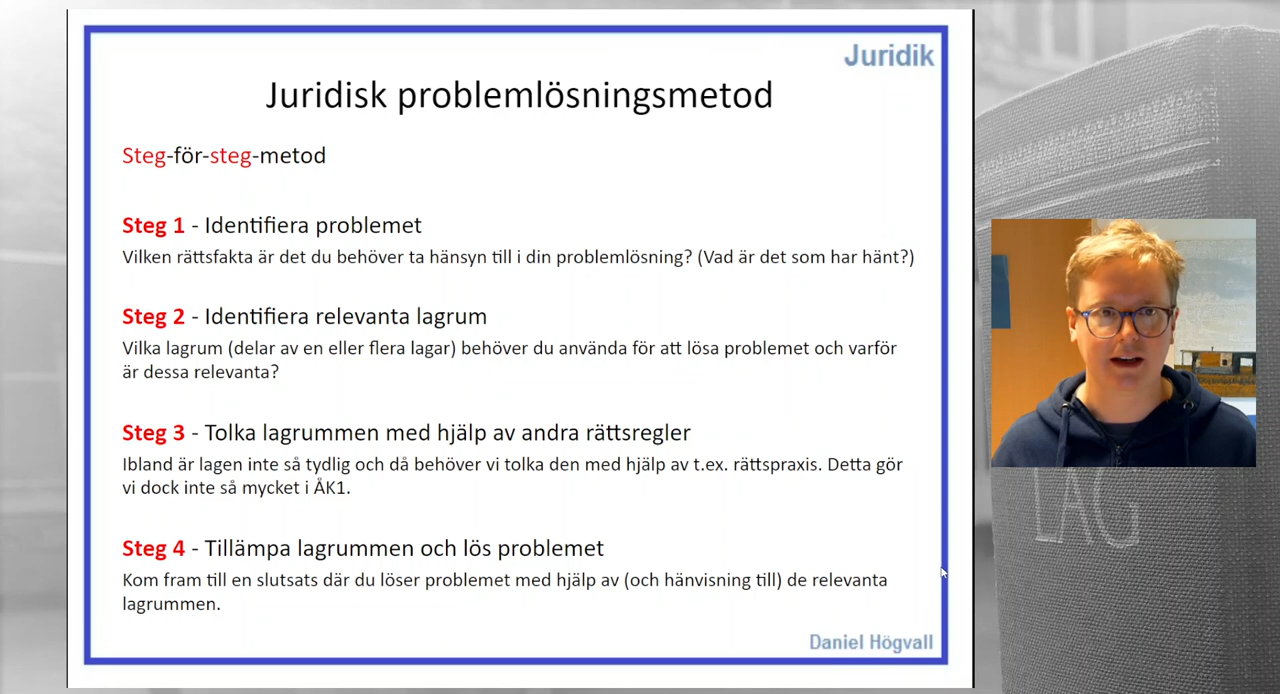 Juridik
Juridisk problemlösningsmetod
Steg-för-steg-metod
Steg 1 - Identifiera problemet
Vilken rättsfakta är det du behöver ta hänsyn till i din problemlösning? (Vad är det som har hänt?)
Steg 2 - Identifiera relevanta lagrum
Vilka lagrum (delar av en eller flera lagar) behöver du använda för att lösa problemet och varför
är dessa relevanta?
Steg 3 - Tolka lagrummen med hjälp av andra rättsregler
Ibland är lagen inte så tydlig och då behöver vi tolka den med hjälp av t.ex. rättspraxis. Detta gör
vi dock inte så mycket i ÅK1.
Steg 4 - Tillämpa lagrummen och lös problemet
Kom fram till en slutsats där du löser problemet med hjälp av (och hänvisning till) de relevanta
lagrummen.
Daniel Högvall
LAG